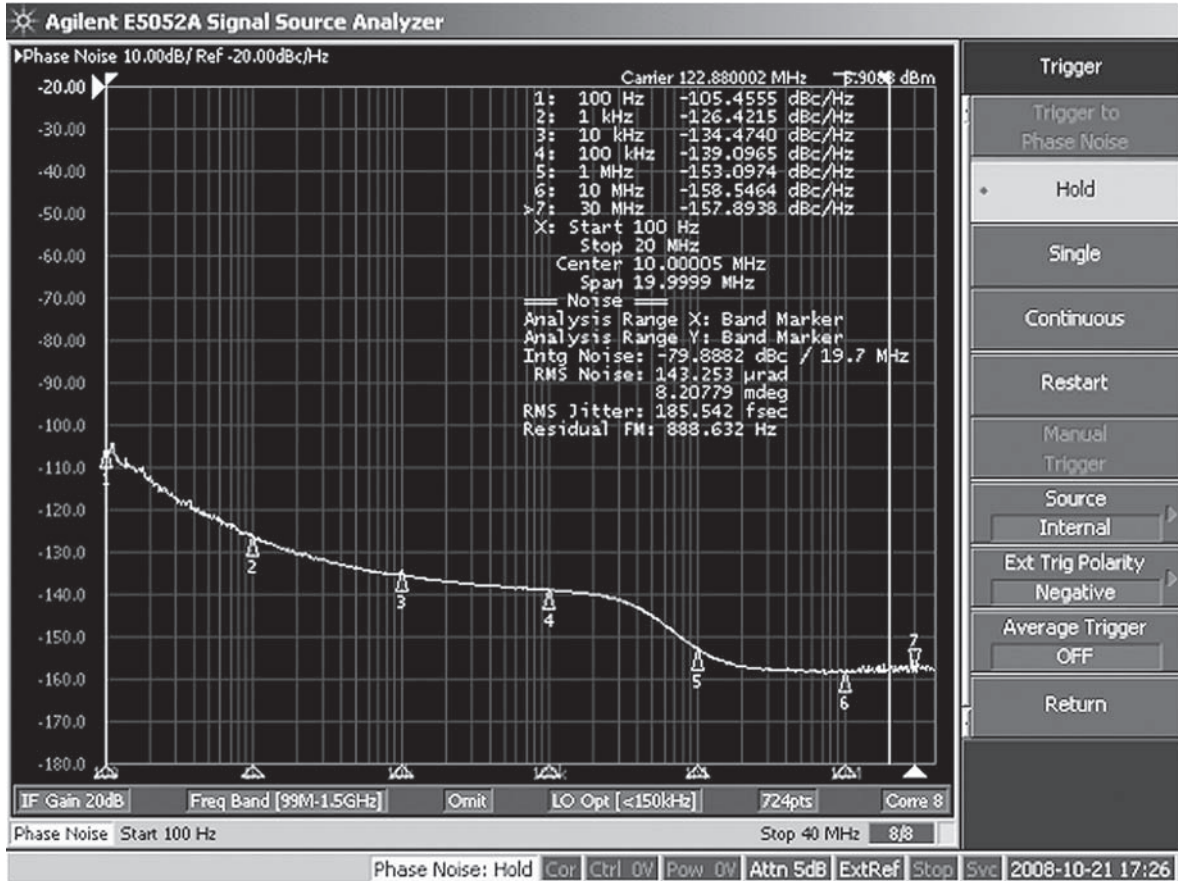 Agilent E5052A Signal Source Analyzer
Phase Noise 10.00dB/ Ref -20.00dBc/Hz
Carrier 122.880002 MHz dBm
-20.00
-30.00
-40.00
-50.00
-60.00
-70.00
-80.00
-90.00
-100.0
-110.0
-120.0
-130.0
-140.0
-150.0
-160.0
-170.0
-180.0
1: 100 Hz -105.4555 dBc/Hz
2: 1 kHz -126.4215 dBc/Hz
3: 10 kHz -134.4740 dBc/Hz
4: 100 kHz -139.0965 dBc/Hz
5: 1 MHz -153.0974 dBc/Hz
6: 10 MHz -158.5464 dBc/Hz
>7: 30 MHz -157.8938 dBc/Hz
X: Start 100 Hz
Stop 20 MHz
Center 10.00005 MHz
Span 19.9999 MHz
=== Noise ===
Analysis Range X: Band Marker
Analysis Range Y: Band Marker
Intg Noise: -79.8882 dBc / 19.7 MHz
RMS Noise: 143.253 µrad
8.20779 mdeg
RMS Jitter: 185.542 fsec
Residual FM: 888.632 Hz
1
2
3
4
5
6
7
IF Gain 20dB Freq Band [99M-1.5GHz] Omit LO Opt [<150kHz] 724pts Corre 8
Phase Noise Start 100 Hz Stop 40 MHz 8/8
Phase Noise: Hold Cor Ctrl 0V Pow 0V Attn 5dB ExtRef Stop Svc 2008-10-21 17:26
Trigger
Trigger to
Phase Noise
Hold
Single
Continuous
Restart
Manual
Trigger
Source
Internal
Ext Trig Polarity
Negative
Average Trigger
OFF
Return